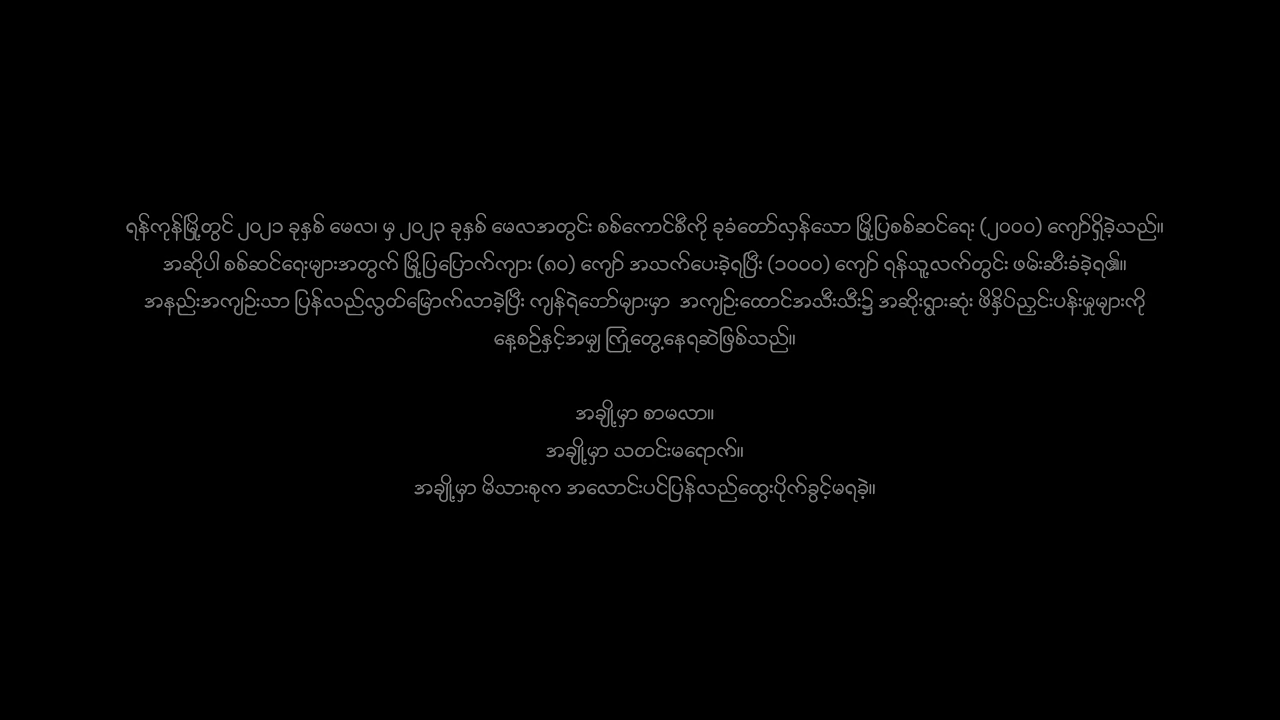 ရန်ကုန်မြို့တွင် ၂၀၂၁ ခုနှစ် မေလ၊ မှ ၂၀၂၃ ခုနှစ် မေလအတွင်း စစ်ကောင်စီကို ခုခံတော်လှန်သော မြို့ပြစစ်ဆင်ရေး (၂၀၀၀) ကျော်ရှိခဲ့သည်။
အဆိုပါ စစ်ဆင်ရေးများအတွက် မြို့ပြပြောက်ကျား (၈၀) ကျော် အသက်ပေးခဲ့ရပြီး (၁၀၀၀) ကျော် ရန်သူ့လက်တွင်း ဖမ်းဆီးခံခဲ့ရ၏။
အနည်းအကျဉ်းသာ ပြန်လည်လွတ်မြောက်လာခဲ့ပြီး ကျန်ရဲဘော်များမှာ အကျဉ်းထောင်အသီးသီး၌ အဆိုးရွားဆုံး ဖိနှိပ်ညှင်းပန်းမှုများကို
နေ့စဉ်နှင့်အမျှ ကြုံတွေ့နေရဆဲဖြစ်သည်။
အချို့မှာ စာမလာ။
အချို့မှာ သတင်းမရောက်။
အချို့မှာ မိသားစုက အလောင်းပင်ပြန်လည်ထွေးပိုက်ခွင့်မရခဲ့။